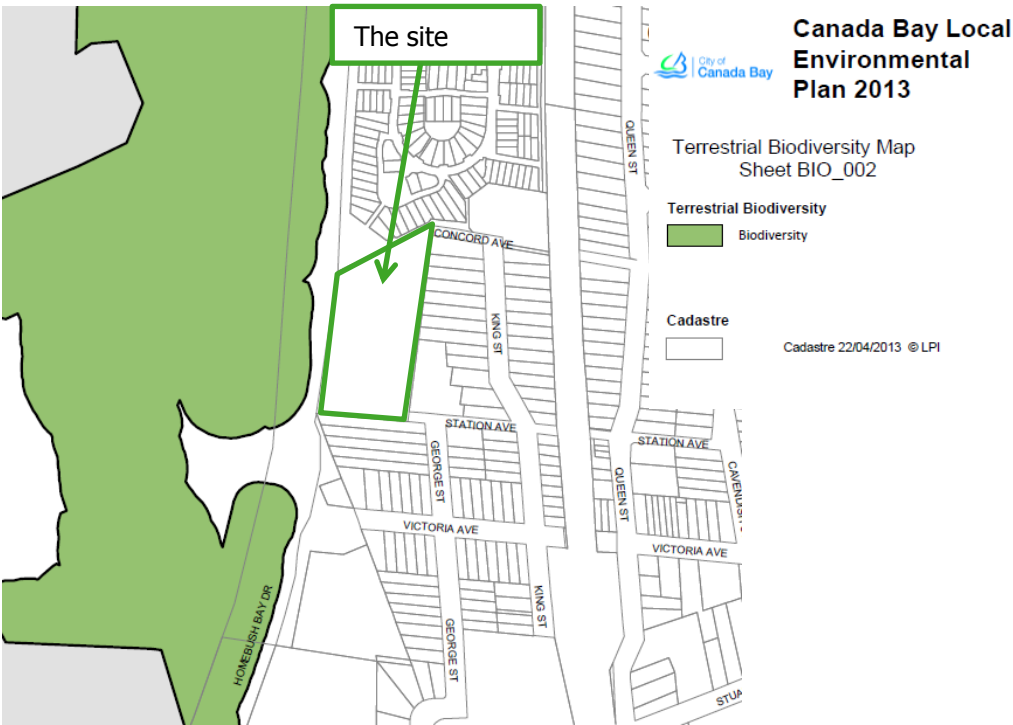 The site
Canada Bay Local
Environmental
Plan 2013
City of
Canada Bay
Terrestrial Biodiversity Map
Sheet BIO_002
Terrestrial Biodiversity
Biodiversity
Cadastre
Cadastre 22/04/2013 © LPI
QUEEN ST
CONCORD AVE
KING ST
STATION AVE
STATION AVE
GEORGE ST
QUEEN ST
VICTORIA AVE
VICTORIA AVE
KING ST
HOMEBUSH BAY DR
GEORGE ST
STUA